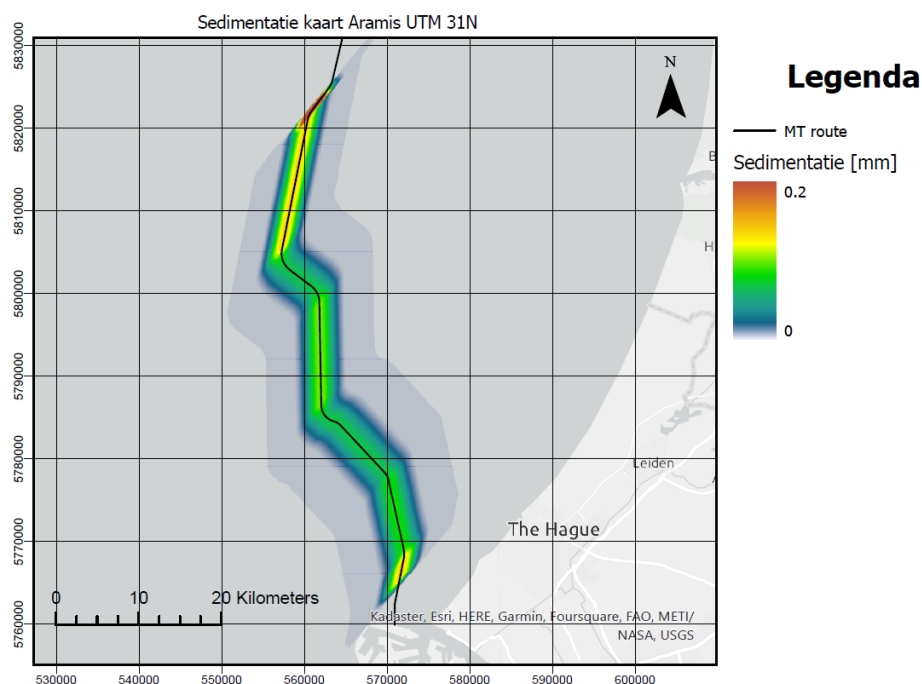 Sedimentatie kaart Aramis UTM 31N
5830000
5820000
5810000
5800000
5790000
5780000
5770000
5760000
N
B
H
Leiden
A
The Hague
0 10 20 Kilometers
Kadaster, Esri, HERE, Garmin, Foursquare, FAO, METI/
NASA, USGS
530000 540000 550000 560000 570000 580000 590000 600000
Legenda
MT route
Sedimentatie [mm]
0.2
0